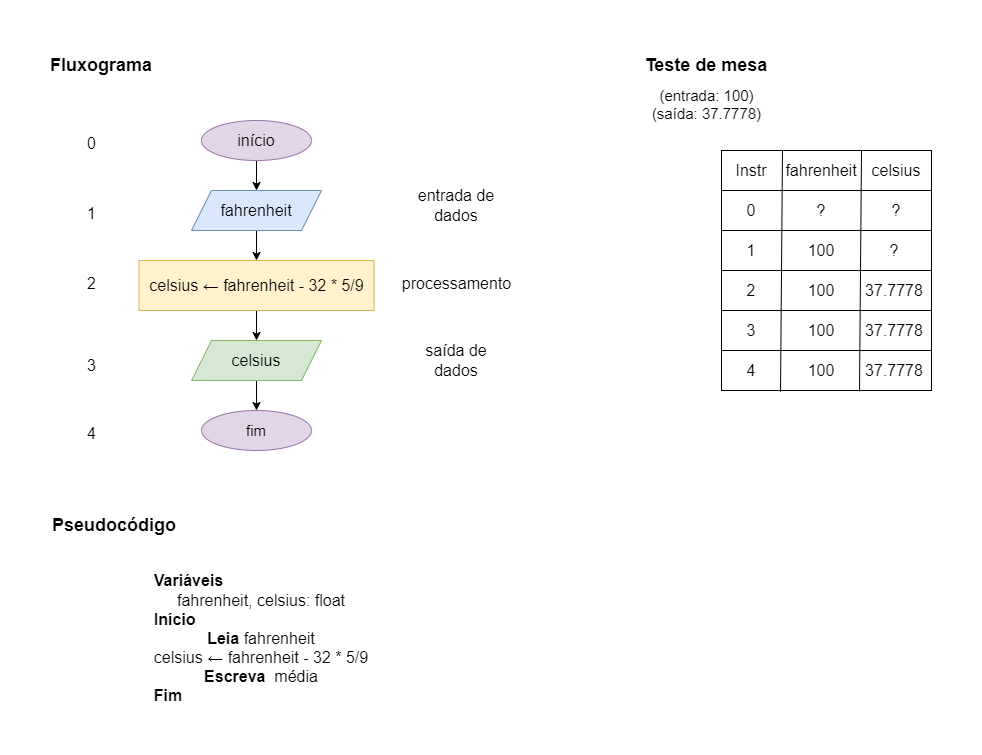 Fluxograma
0
início
1
fahrenheit
entrada de
dados
2
celsius ← fahrenheit - 32 * 5/9
processamento
3
celsius
saída de
dados
4
fim
Teste de mesa
(entrada: 100)
(saída: 37.7778)
Instr fahrenheit celsius
0 ? ?
1 100 ?
2 100 37.7778
3 100 37.7778
4 100 37.7778
Pseudocódigo
Variáveis
fahrenheit, celsius: float
Início
Leia fahrenheit
celsius ← fahrenheit - 32 * 5/9
Escreva média
Fim